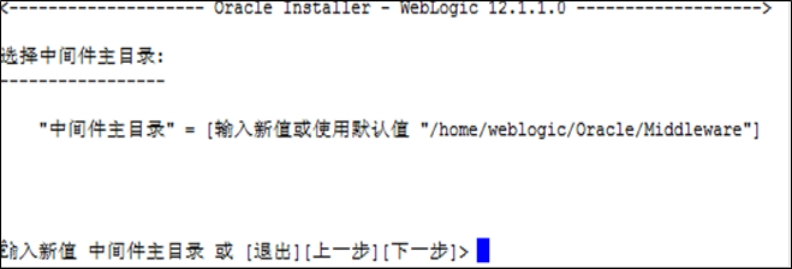 <-------------------- Oracle Installer - WebLogic 12.1.1.0 ------------------->
选择中间件主目录:
-----------------
"中间件主目录" = [输入新值或使用默认值 "/home/weblogic/Oracle/Middleware"]
输入新值 中间件主目录 或 [退出][上一步][下一步]>